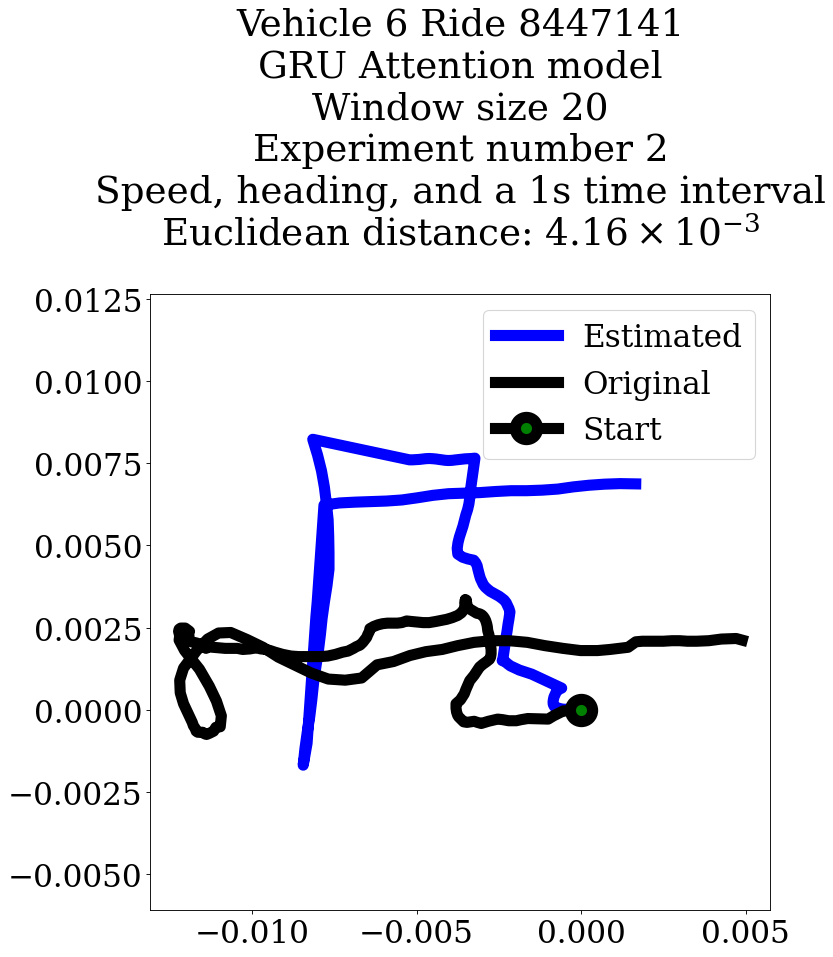 Vehicle 6 Ride 8447141
GRU Attention model
Window size 20
Experiment number 2
Speed, heading, and a 1s time interval
Euclidean distance: 4.16 × 10⁻³
0.0125
0.0100
0.0075
0.0050
0.0025
0.0000
−0.0025
−0.0050
Estimated
Original
Start
−0.010 −0.005 0.000 0.005